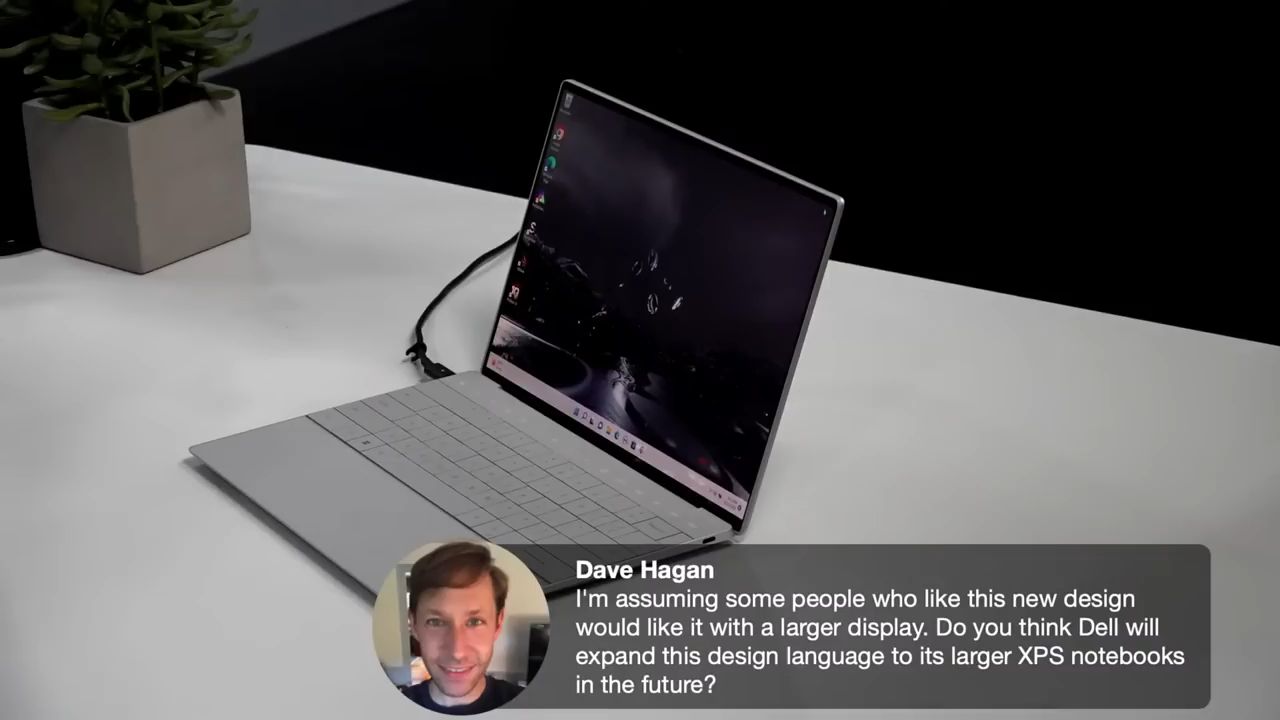 Dave Hagan
I'm assuming some people who like this new design
would like it with a larger display. Do you think Dell will
expand this design language to its larger XPS notebooks
in the future?